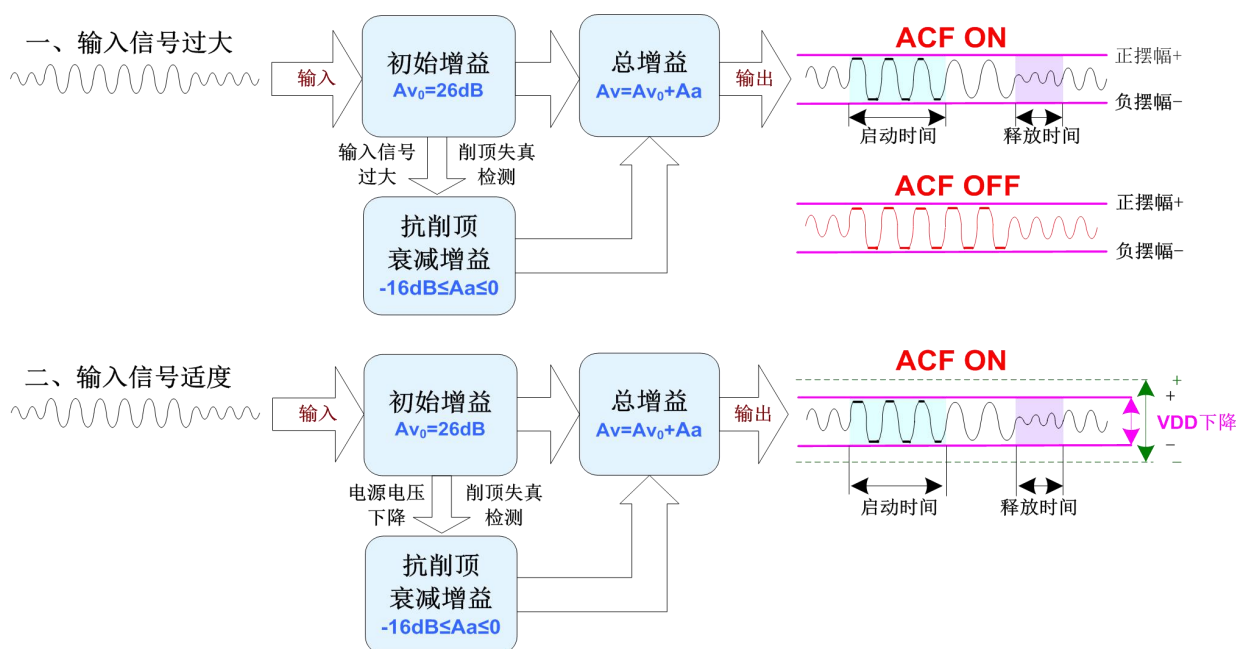 一、输入信号过大
输入
初始增益
Av₀=26dB
总增益
Av=Av₀+Aa
输出
ACF ON
正摆幅+
负摆幅−
启动时间
释放时间
输入信号
过大
削顶失真
检测
抗削顶
衰减增益
-16dB≤Aa≤0
ACF OFF
正摆幅+
负摆幅−
二、输入信号适度
输入
初始增益
Av₀=26dB
总增益
Av=Av₀+Aa
输出
ACF ON
+
+
VDD下降
−
−
启动时间
释放时间
电源电压
下降
削顶失真
检测
抗削顶
衰减增益
-16dB≤Aa≤0